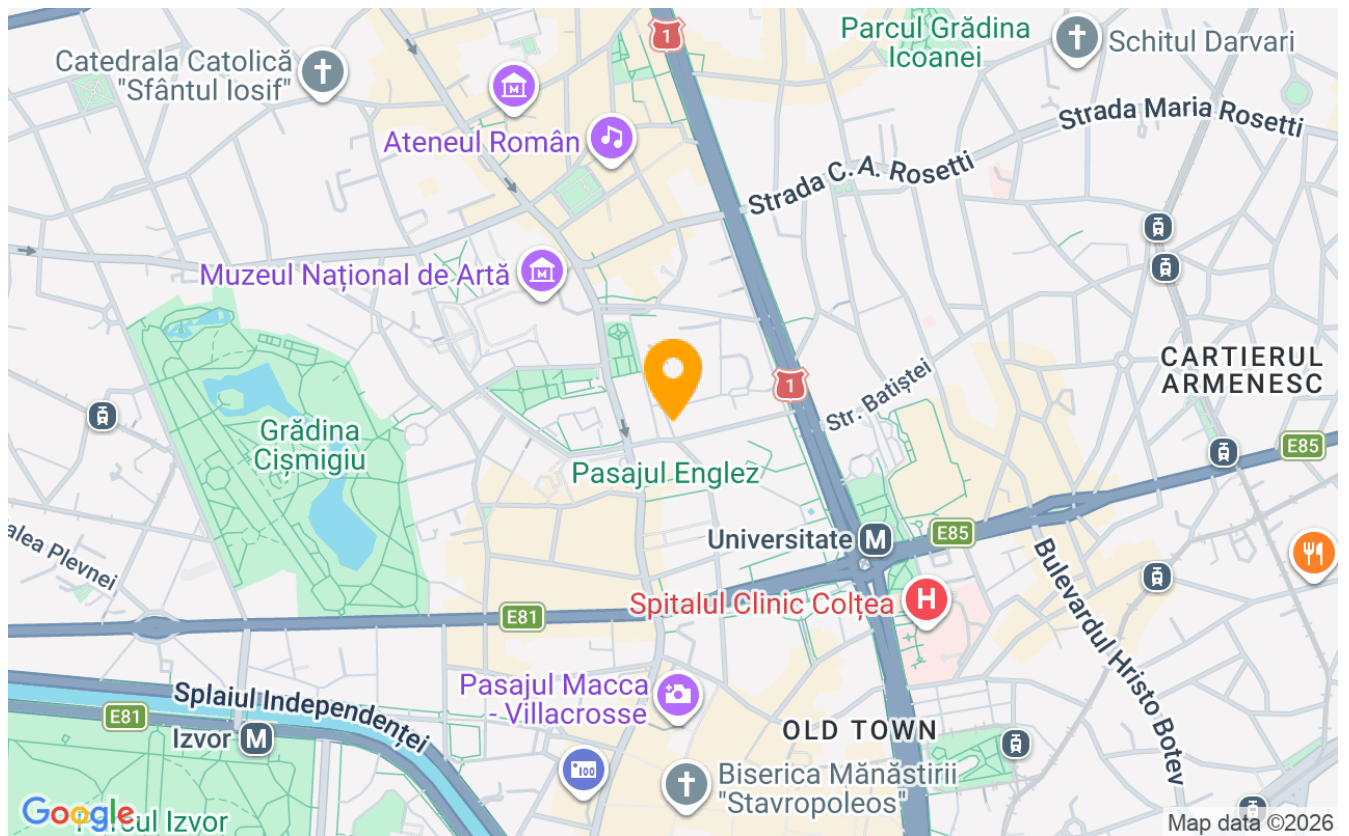 1
Parcul Grădina
Icoanei
Schitul Darvari
Catedrala Catolică
"Sfântul Iosif"
M
Ateneul Român
Strada Maria Rosetti
Strada C. A. Rosetti
Muzeul Național de Artă
M
CARTIERUL
ARMENESC
1
Str. Batiștei
Grădina
Cișmigiu
E85
Pasajul Englez
alea Plevnei
Universitate M
E85
E81
Spitalul Clinic Colțea H
Bulevardul Hristo Botev
Pasajul Macca
- Villacrosse
Splaiul Independenței
E81
Izvor M
OLD TOWN
100
Biserica Mănăstirii
"Stavropoleos"
Google
cul Izvor
Map data ©2026